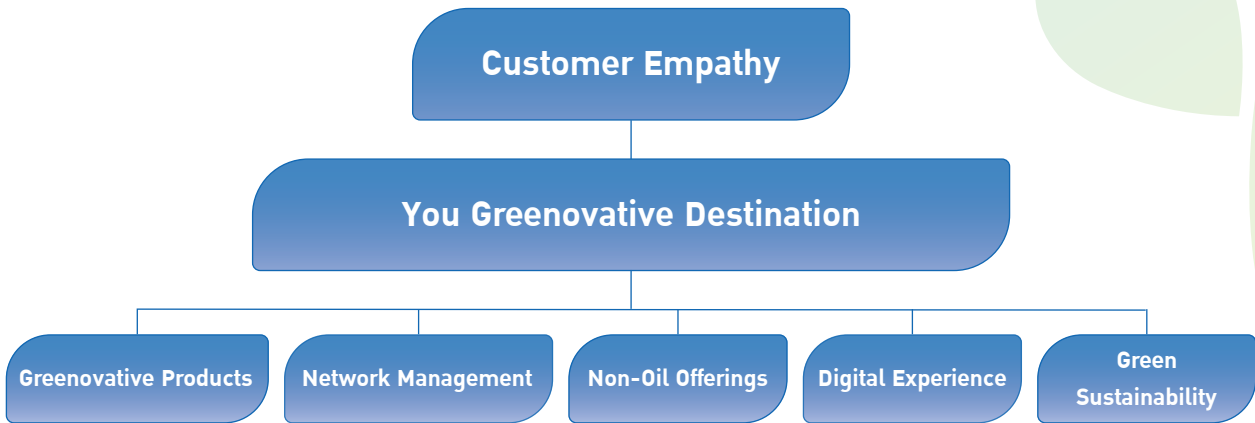 Customer Empathy
You Greenovative Destination
Greenovative Products
Network Management
Non-Oil Offerings
Digital Experience
Green
Sustainability